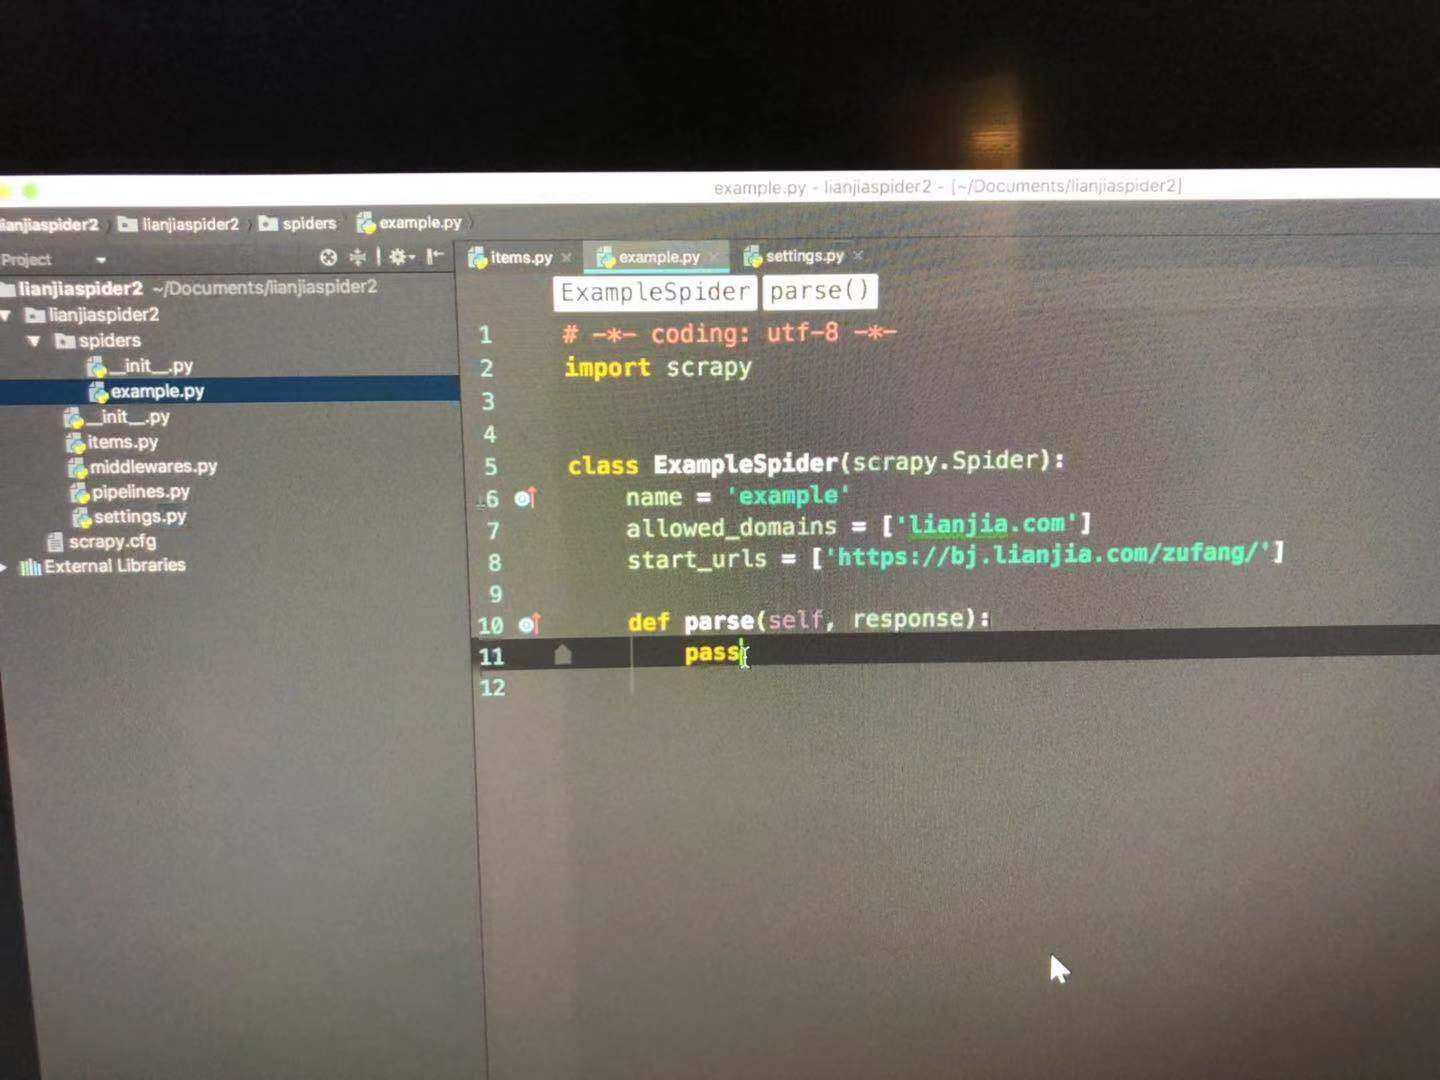 example.py - lianjiaspider2 - [~/Documents/lianjiaspider2]
lianjiaspider2 lianjiaspider2 spiders example.py
Project
items.py example.py settings.py
lianjiaspider2 ~/Documents/lianjiaspider2
lianjiaspider2
spiders
__init__.py
example.py
__init__.py
items.py
middlewares.py
pipelines.py
settings.py
scrapy.cfg
External Libraries
ExampleSpider parse()
1 # -*- coding: utf-8 -*-
2 import scrapy
3
4
5 class ExampleSpider(scrapy.Spider):
6 name = 'example'
7 allowed_domains = ['lianjia.com']
8 start_urls = ['https://bj.lianjia.com/zufang/']
9
10 def parse(self, response):
11 pass
12